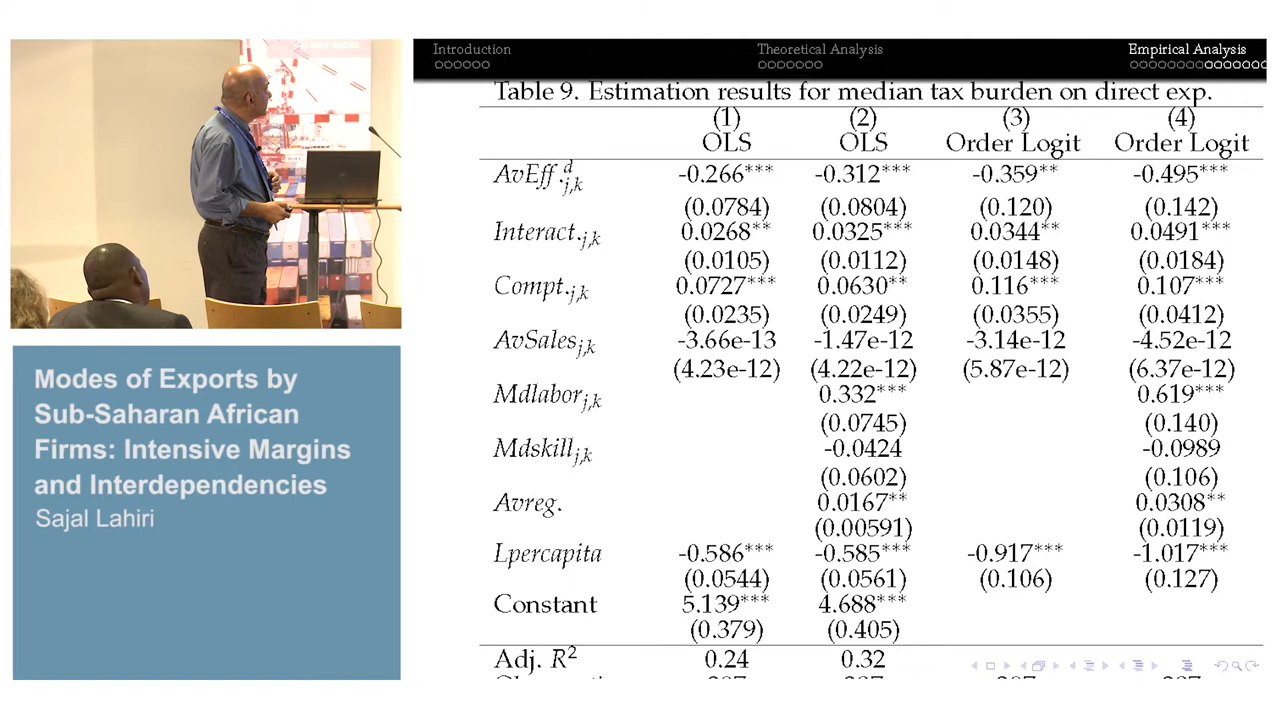 Introduction
Theoretical Analysis
Empirical Analysis
Table 9. Estimation results for median tax burden on direct exp.
(1) (2) (3) (4)
OLS OLS Order Logit Order Logit
AvEff.ᵈj,k -0.266*** -0.312*** -0.359** -0.495***
(0.0784) (0.0804) (0.120) (0.142)
Interact.j,k 0.0268** 0.0325*** 0.0344** 0.0491***
(0.0105) (0.0112) (0.0148) (0.0184)
Compt.j,k 0.0727*** 0.0630** 0.116*** 0.107***
(0.0235) (0.0249) (0.0355) (0.0412)
AvSalesj,k -3.66e-13 -1.47e-12 -3.14e-12 -4.52e-12
(4.23e-12) (4.22e-12) (5.87e-12) (6.37e-12)
Mdlaborj,k 0.332*** 0.619***
(0.0745) (0.140)
Mdskillj,k -0.0424 -0.0989
(0.0602) (0.106)
Avreg. 0.0167** 0.0308**
(0.00591) (0.0119)
Lpercapita -0.586*** -0.585*** -0.917*** -1.017***
(0.0544) (0.0561) (0.106) (0.127)
Constant 5.139*** 4.688***
(0.379) (0.405)
Adj. R² 0.24 0.32
Modes of Exports by
Sub-Saharan African
Firms: Intensive Margins
and Interdependencies
Sajal Lahiri